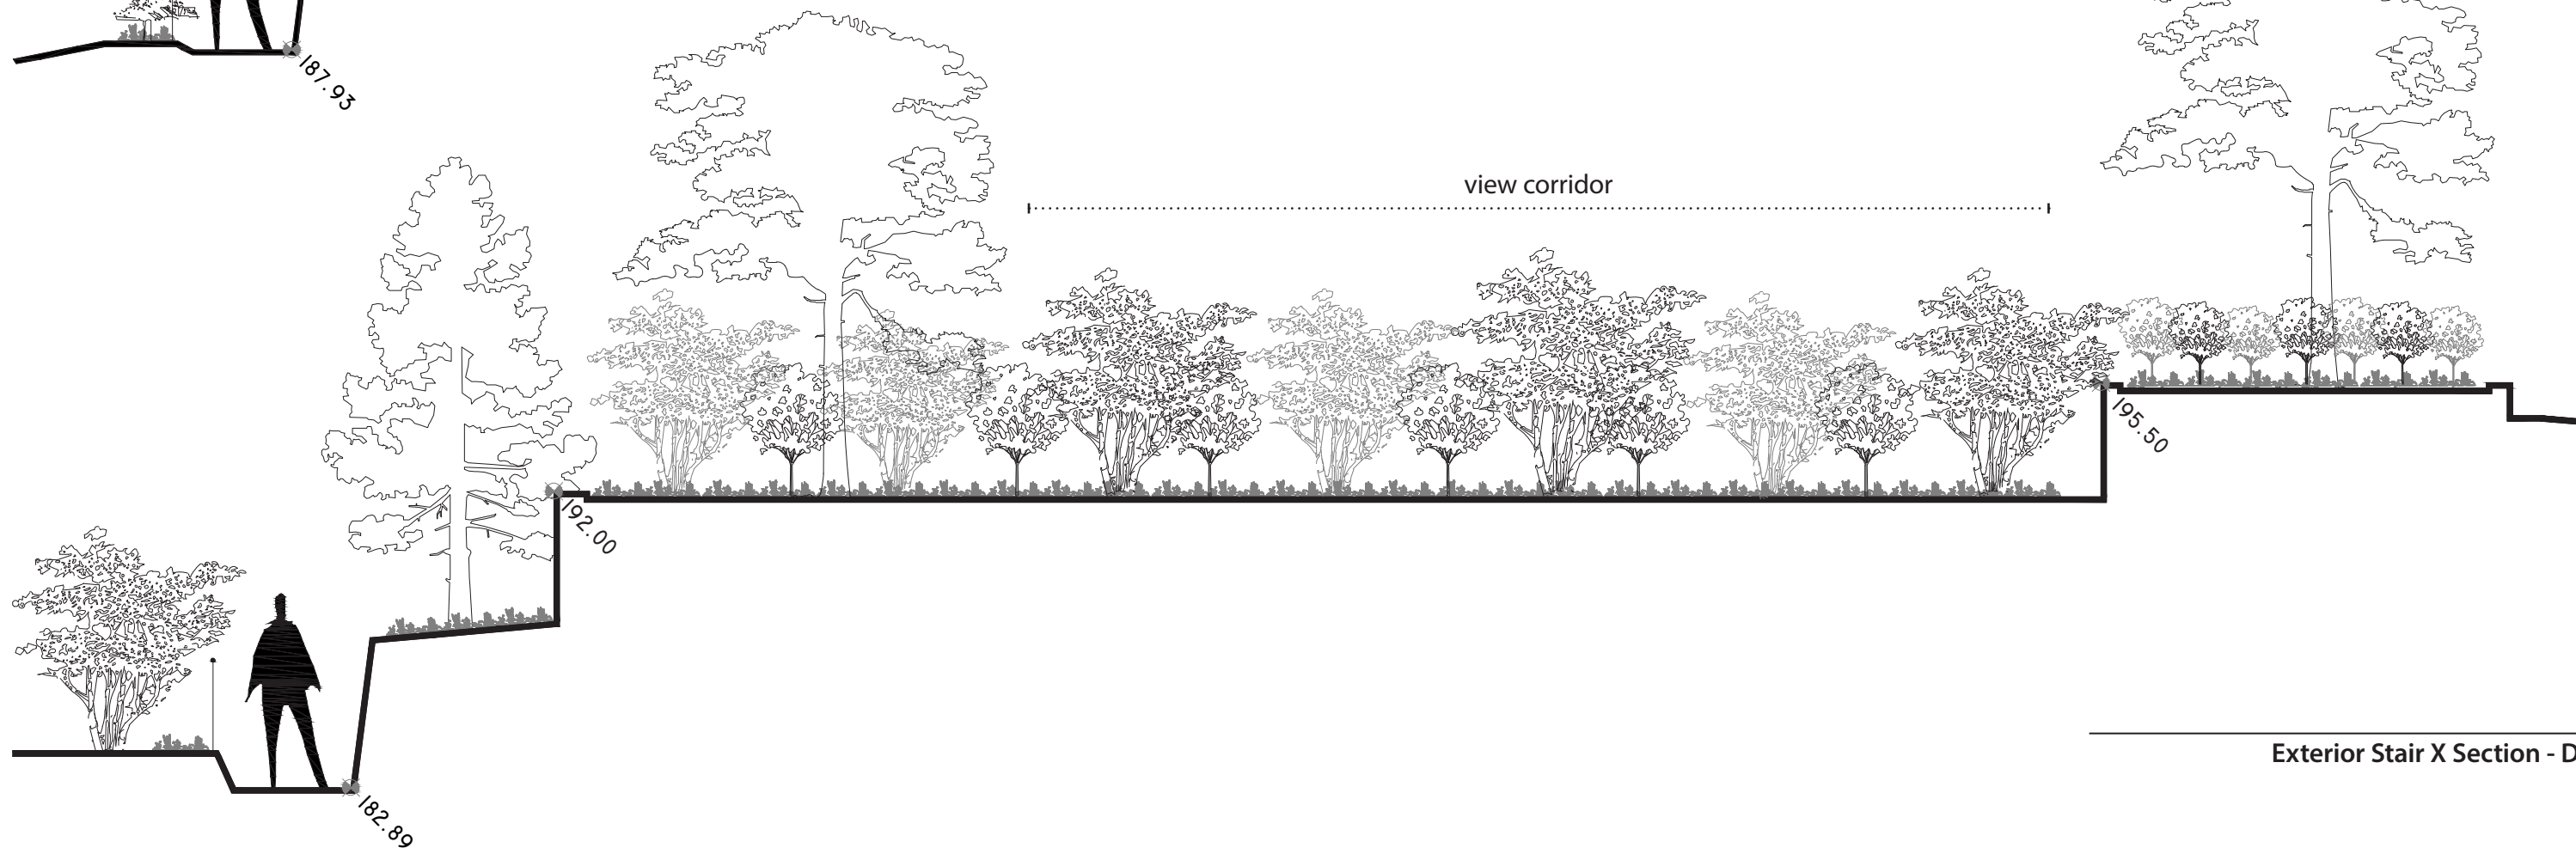 187.93
view corridor
195.50
192.00
Exterior Stair X Section - D
182.89